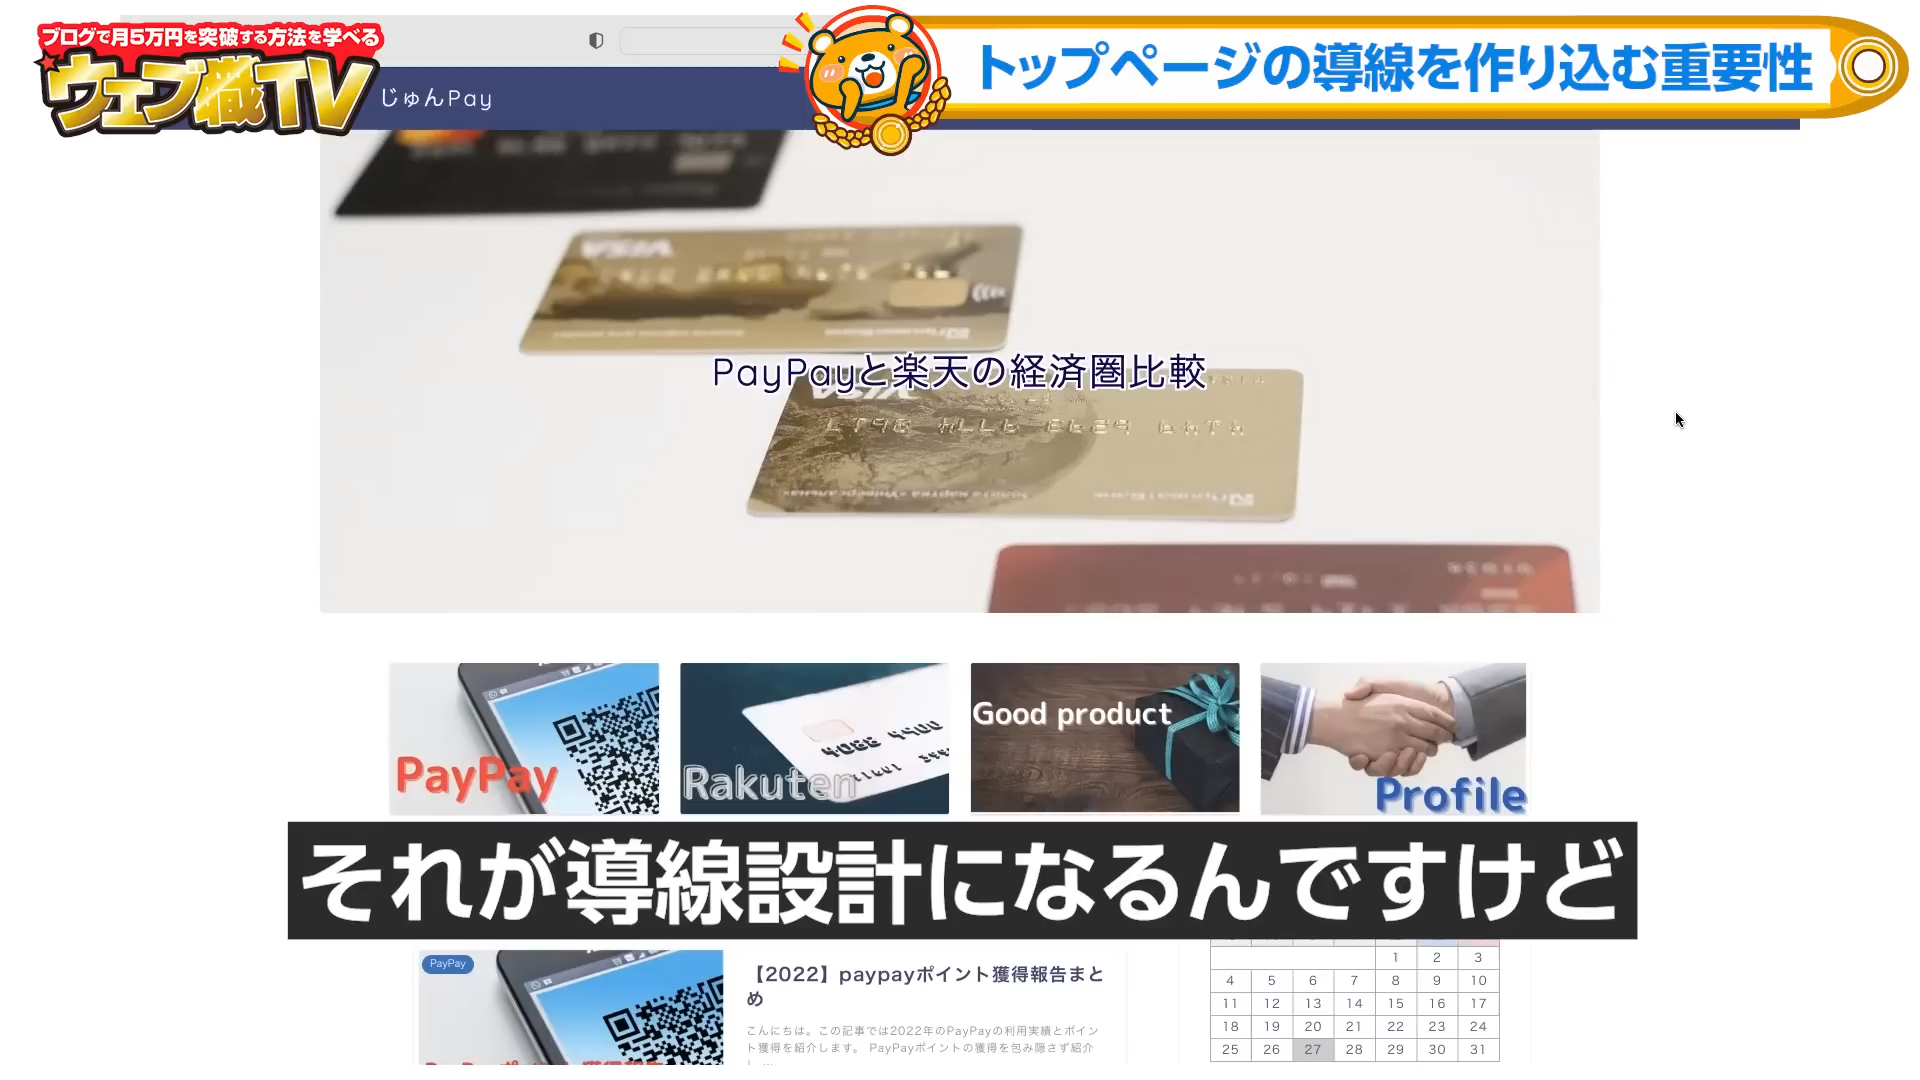 ブログで月5万円を突破する方法を学べる
ウェブ職TV
じゅんPay
トップページの導線を作り込む重要性
VISA
PayPayと楽天の経済圏比較
VISA
PayPay
Rakuten
Good product
Profile
それが導線設計になるんですけど
PayPay
【2022】paypayポイント獲得報告まと
め
こんにちは。この記事では2022年のPayPayの利用実績とポイン
ト獲得を紹介します。 PayPayポイントの獲得を包み隠さず紹介
1 2 3
4 5 6 7 8 9 10
11 12 13 14 15 16 17
18 19 20 21 22 23 24
25 26 27 28 29 30 31